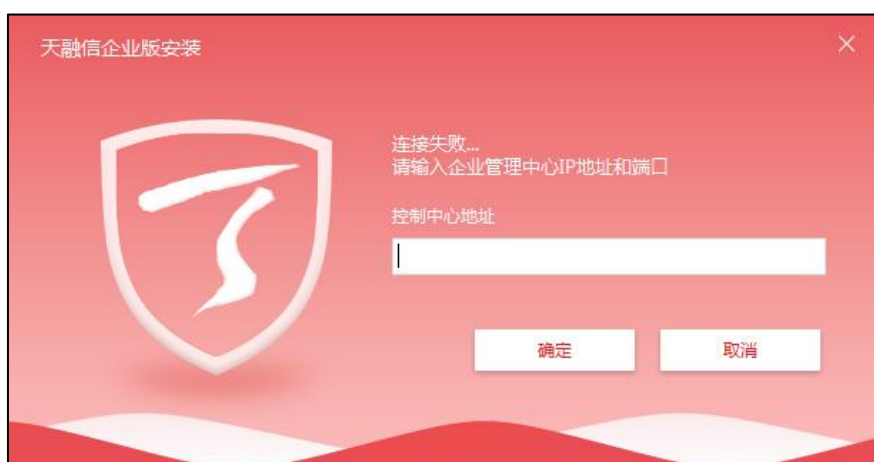 天融信企业版安装
连接失败...
请输入企业管理中心IP地址和端口
控制中心地址
确定
取消